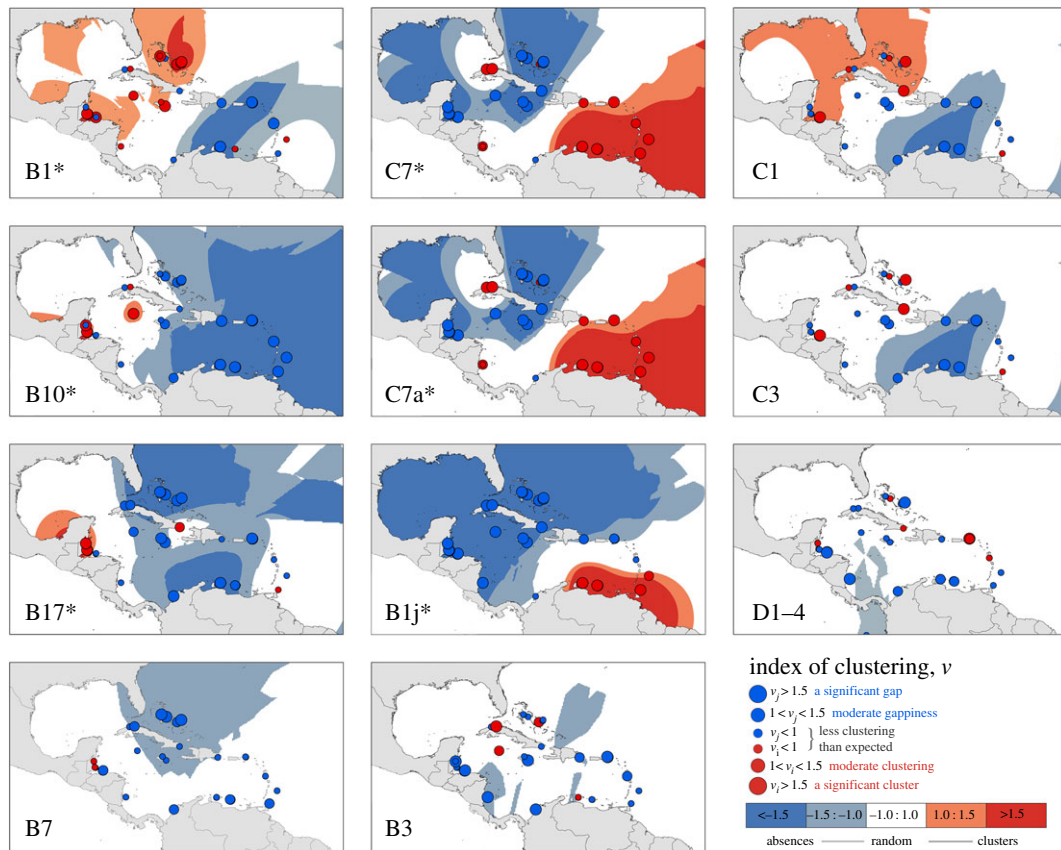 B1*
C7*
C1
B10*
C7a*
C3
B17*
B1j*
D1–4
B7
B3
index of clustering, v
vj > 1.5 a significant gap
1 < vj < 1.5 moderate gappiness
vj < 1 } less clustering
vi < 1 than expected
1 < vi < 1.5 moderate clustering
vi > 1.5 a significant cluster
<–1.5 –1.5 : –1.0 –1.0 : 1.0 1.0 : 1.5 >1.5
absences random clusters